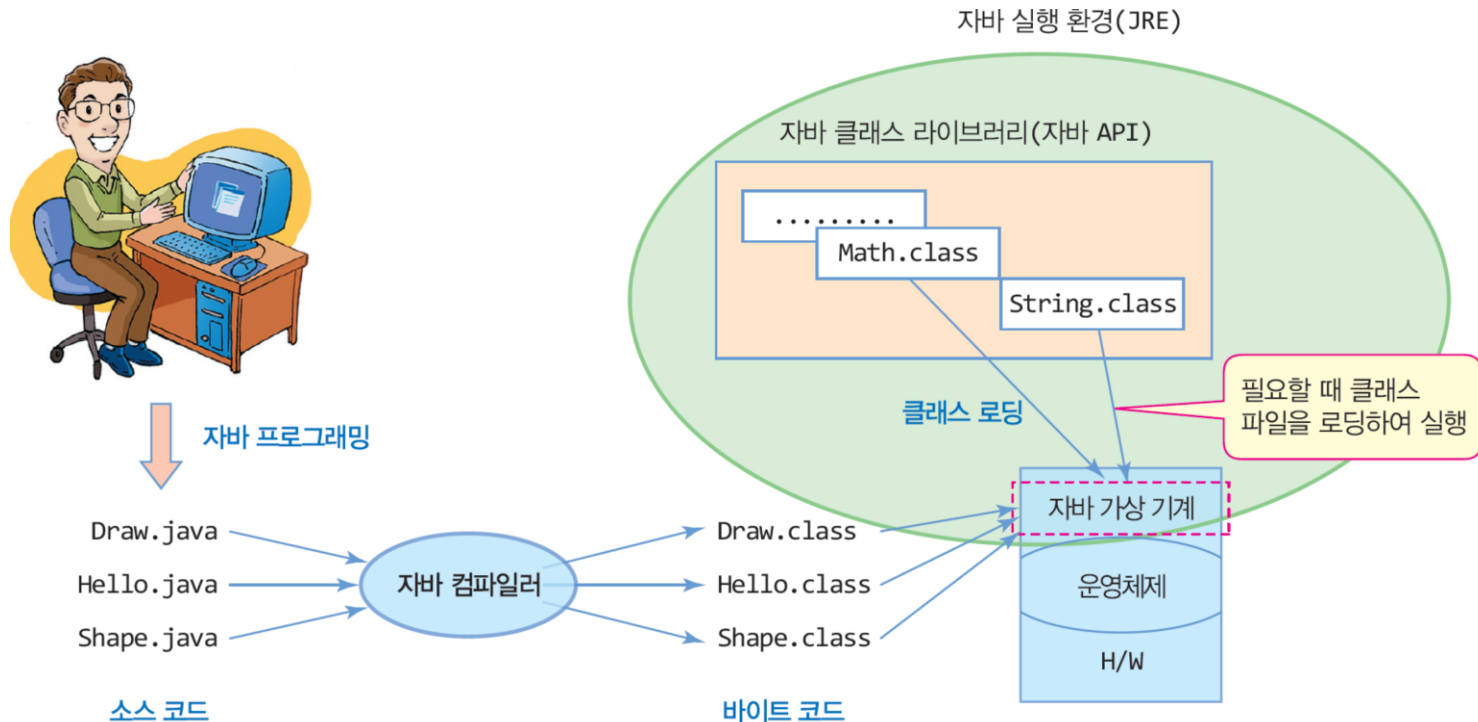 자바 실행 환경(JRE)
자바 클래스 라이브러리(자바 API)
.........
Math.class
String.class
클래스 로딩
필요할 때 클래스
파일을 로딩하여 실행
자바 프로그래밍
자바 가상 기계
운영체제
H/W
Draw.java
Hello.java
Shape.java
자바 컴파일러
Draw.class
Hello.class
Shape.class
소스 코드
바이트 코드